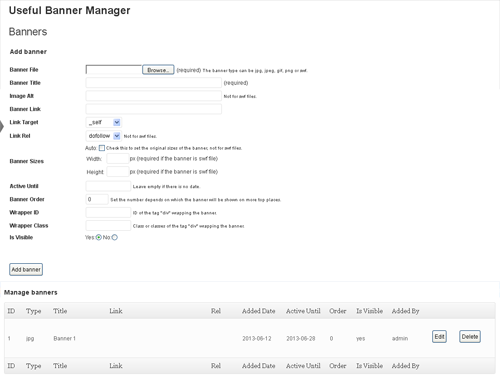 Useful Banner Manager
Banners
Add banner
Banner File Browse... (required) The banner type can be jpg, jpeg, gif, png or swf.
Banner Title (required)
Image Alt Not for swf files.
Banner Link
Link Target _self
Link Rel dofollow Not for swf files.
Auto: Check this to set the original sizes of the banner, not for swf files.
Banner Sizes Width: px (required if the banner is swf file)
Height: px (required if the banner is swf file)
Active Until Leave empty if there is no date.
Banner Order 0 Set the number depends on which the banner will be shown on more top places.
Wrapper ID ID of the tag "div" wrapping the banner.
Wrapper Class Class or classes of the tag "div" wrapping the banner.
Is Visible Yes: No:
Add banner
Manage banners
ID Type Title Link Rel Added Date Active Until Order Is Visible Added By
1 jpg Banner 1 2013-06-12 2013-06-28 0 yes admin Edit Delete
ID Type Title Link Rel Added Date Active Until Order Is Visible Added By